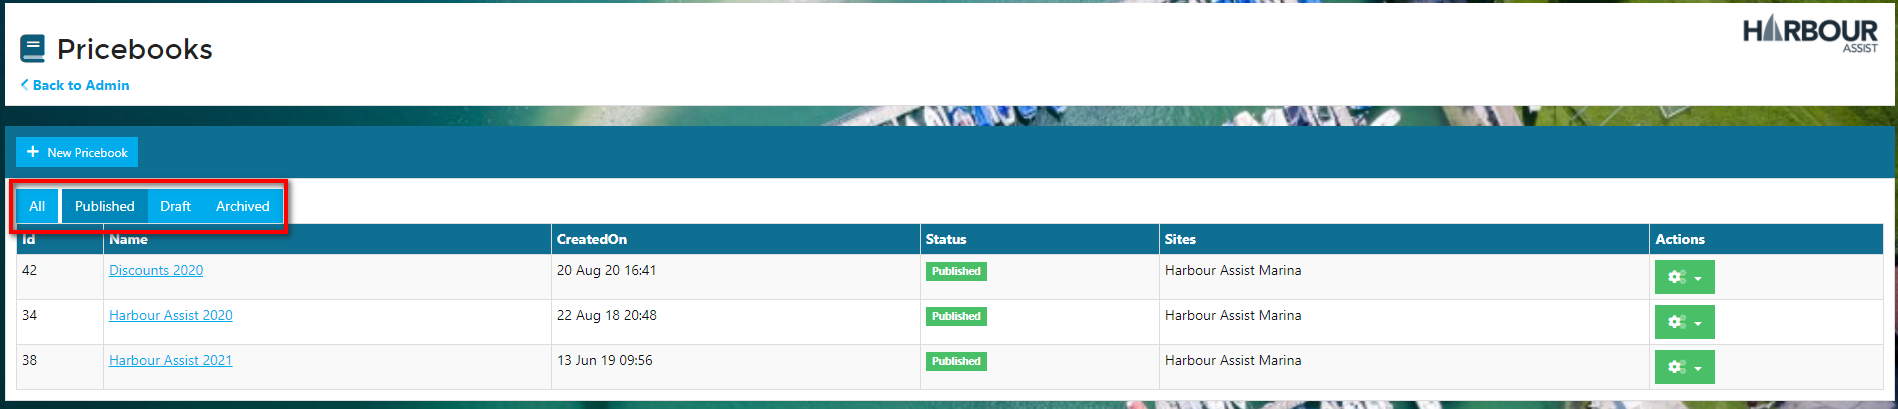 Pricebooks
HARBOUR
ASSIST
Back to Admin
New Pricebook
All Published Draft Archived
Id Name CreatedOn Status Sites Actions
42 Discounts 2020 20 Aug 20 16:41 Published Harbour Assist Marina
34 Harbour Assist 2020 22 Aug 18 20:48 Published Harbour Assist Marina
38 Harbour Assist 2021 13 Jun 19 09:56 Published Harbour Assist Marina